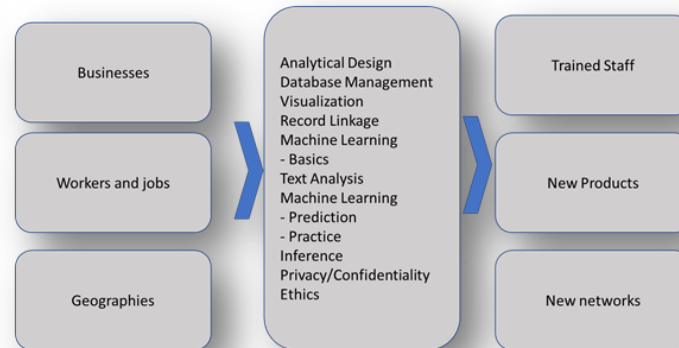 Businesses
Workers and jobs
Geographies
Analytical Design
Database Management
Visualization
Record Linkage
Machine Learning
- Basics
Text Analysis
Machine Learning
- Prediction
- Practice
Inference
Privacy/Confidentiality
Ethics
Trained Staff
New Products
New networks